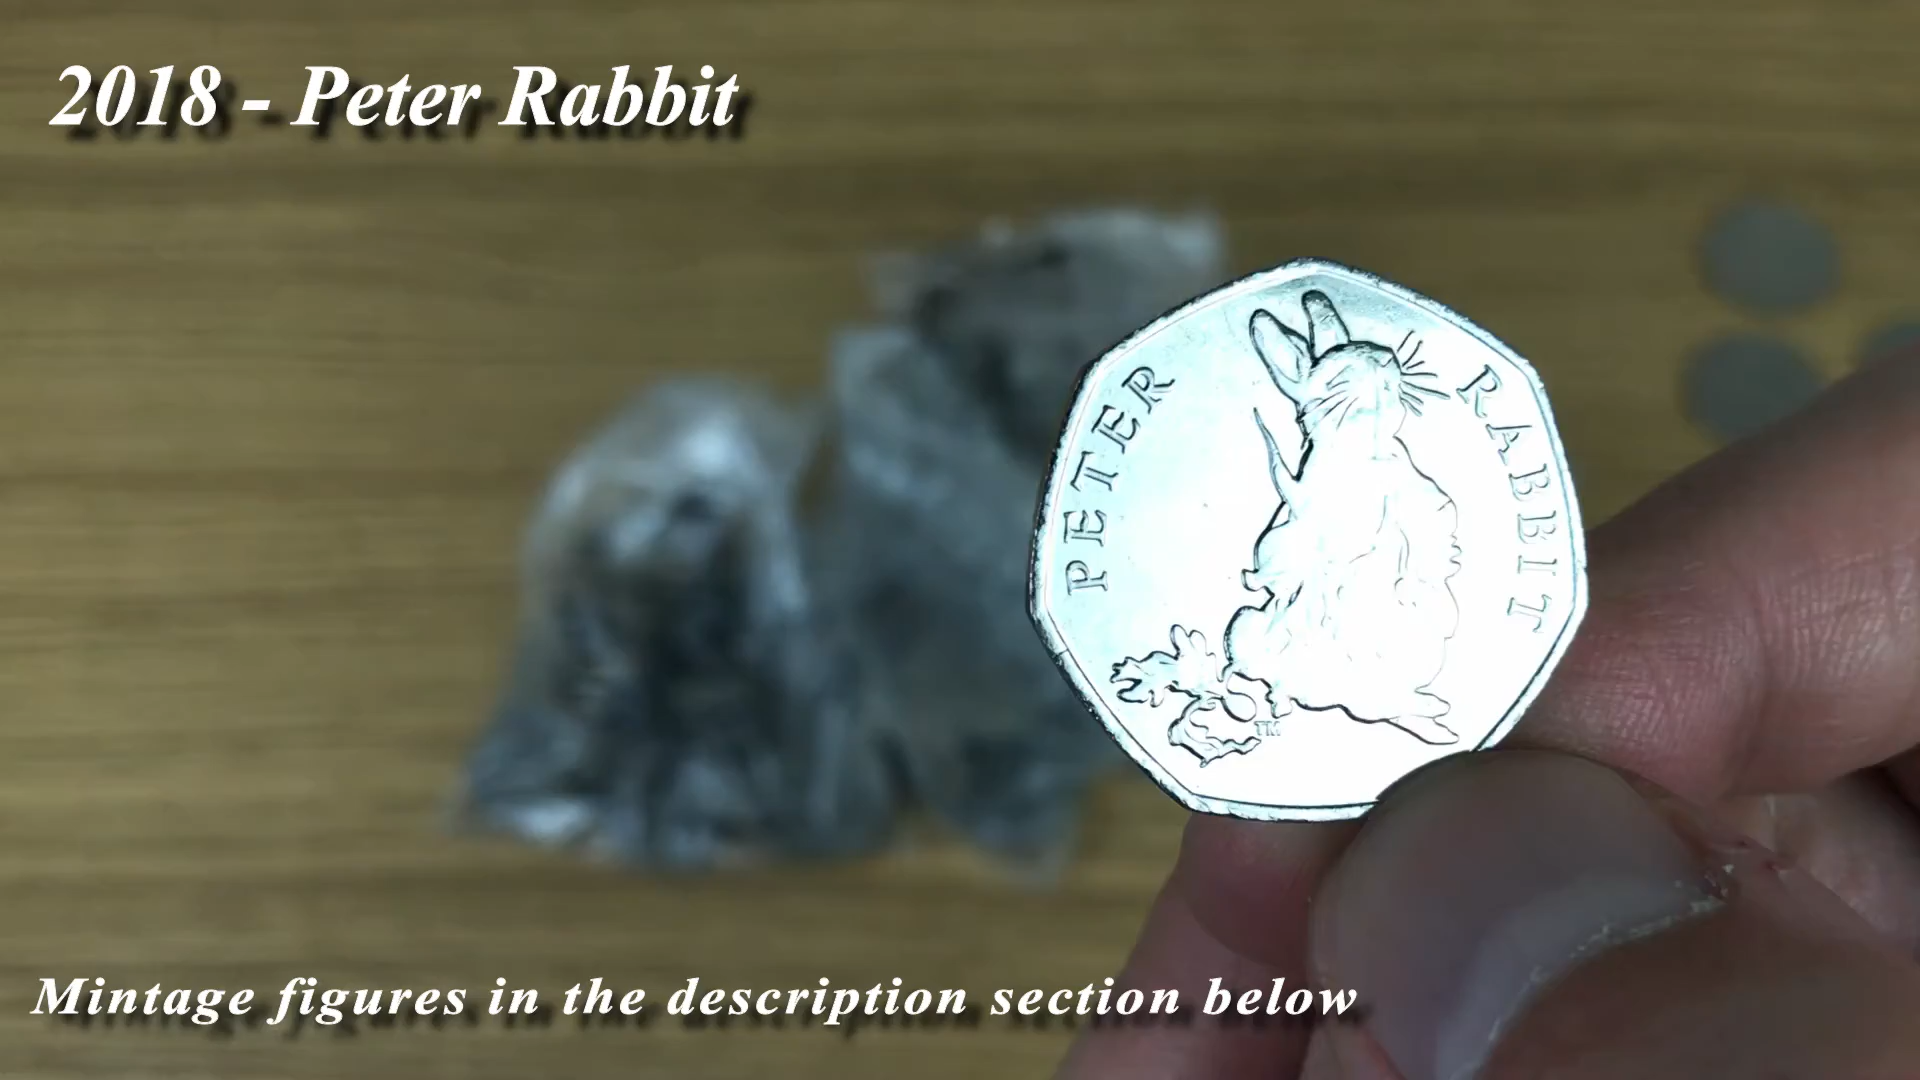 2018 - Peter Rabbit
PETER RABBIT
TM
Mintage figures in the description section below